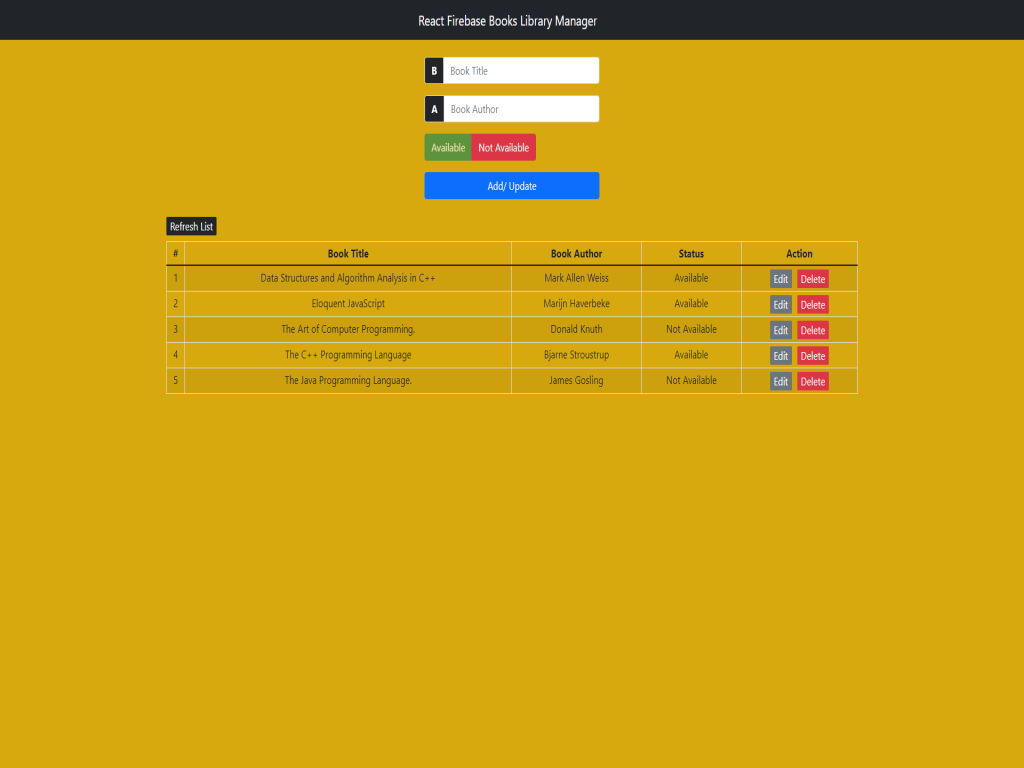 React Firebase Books Library Manager
B Book Title
A Book Author
Available Not Available
Add/ Update
Refresh List
# Book Title Book Author Status Action
1 Data Structures and Algorithm Analysis in C++ Mark Allen Weiss Available Edit Delete
2 Eloquent JavaScript Marijn Haverbeke Available Edit Delete
3 The Art of Computer Programming. Donald Knuth Not Available Edit Delete
4 The C++ Programming Language Bjarne Stroustrup Available Edit Delete
5 The Java Programming Language. James Gosling Not Available Edit Delete